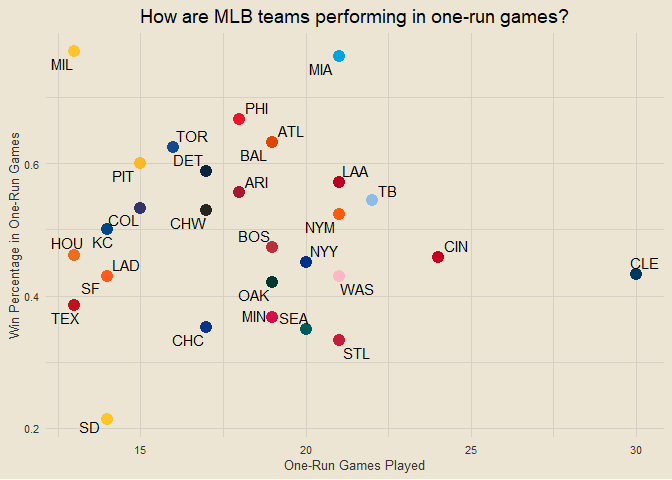 How are MLB teams performing in one-run games?
MIL
MIA
PHI
ATL
TOR
BAL
DET
PIT
LAA
ARI
TB
COL
CHW
NYM
KC
BOS
HOU
NYY
CIN
LAD
CLE
SF
OAK
WAS
TEX
MIN
SEA
CHC
STL
SD
0.6
0.4
0.2
15
20
25
30
One-Run Games Played
Win Percentage in One-Run Games